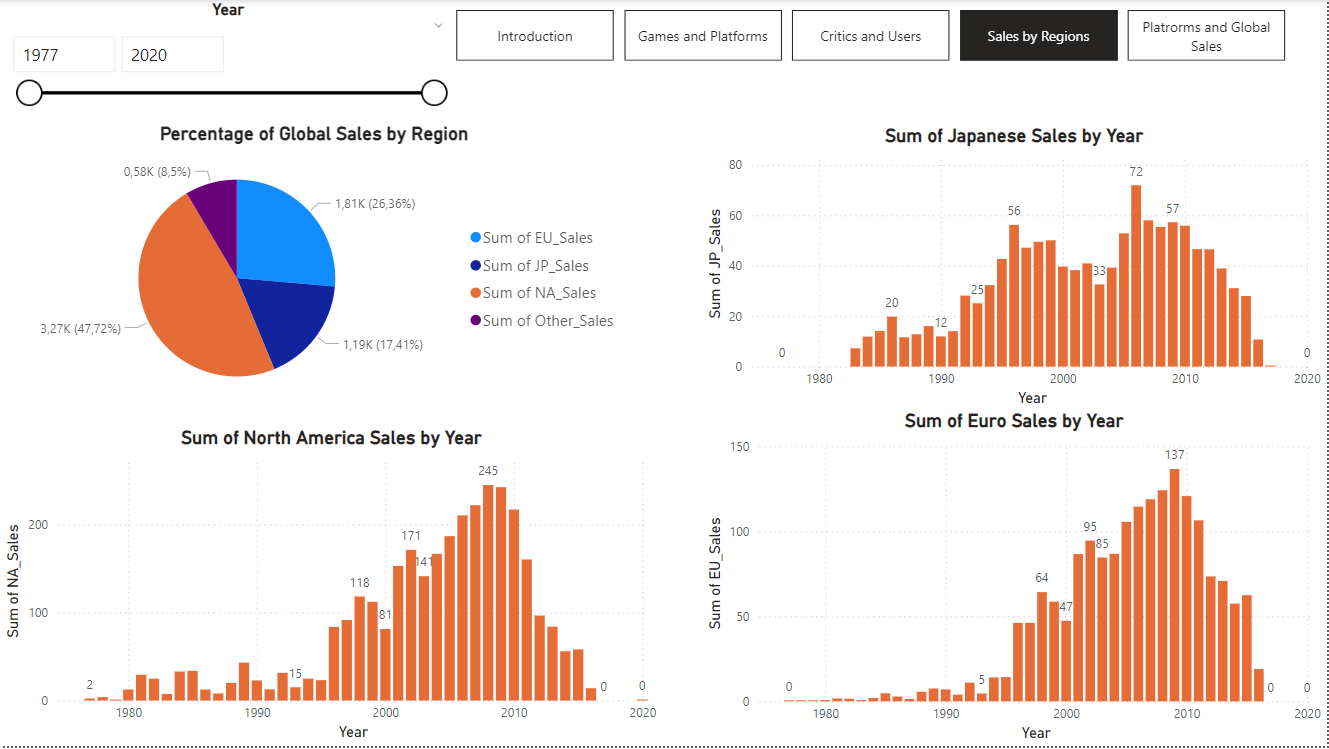 Year
1977
2020
Introduction
Games and Platforms
Critics and Users
Sales by Regions
Platrorms and Global
Sales
Percentage of Global Sales by Region
0,58K (8,5%)
1,81K (26,36%)
3,27K (47,72%)
1,19K (17,41%)
Sum of EU_Sales
Sum of JP_Sales
Sum of NA_Sales
Sum of Other_Sales
Sum of Japanese Sales by Year
Sum of JP_Sales
80
60
40
20
0
0
20
12
25
56
33
72
57
0
1980
1990
2000
2010
2020
Year
Sum of North America Sales by Year
Sum of NA_Sales
200
100
0
2
15
118
81
171
141
245
0
0
1980
1990
2000
2010
2020
Year
Sum of Euro Sales by Year
Sum of EU_Sales
150
100
50
0
0
5
64
47
95
85
137
0
0
1980
1990
2000
2010
2020
Year